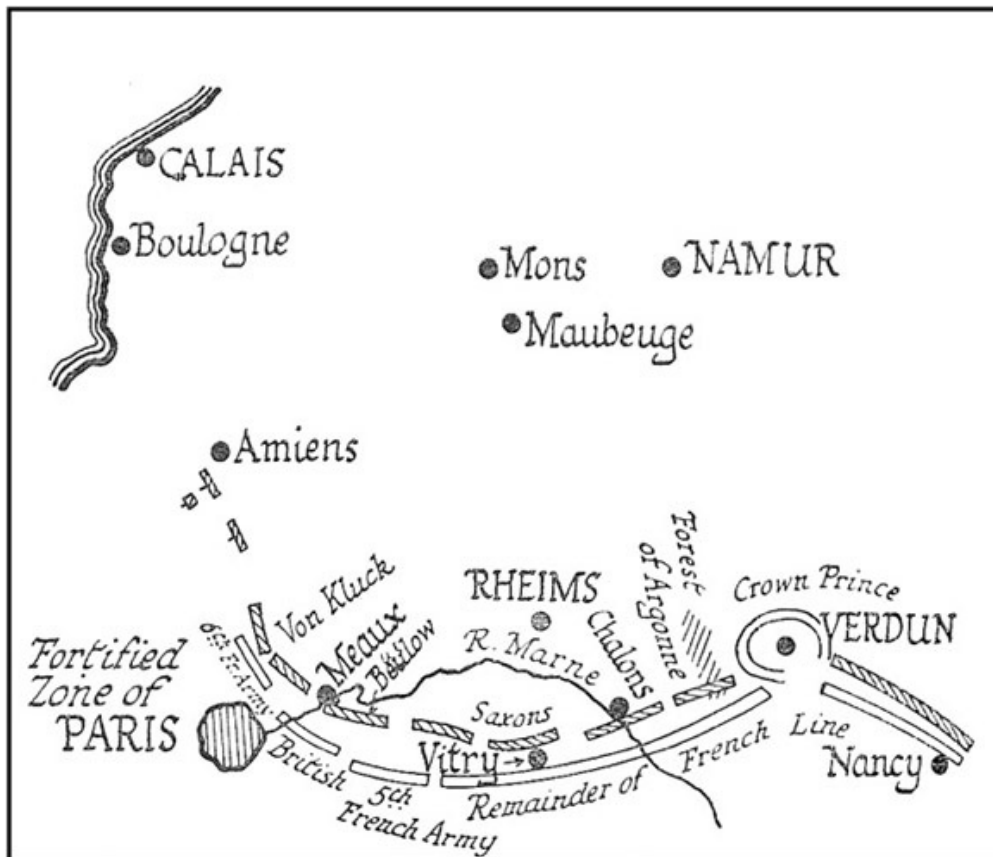 CALAIS
Boulogne
Mons
NAMUR
Maubeuge
Amiens
Forest
of Argonne
Crown Prince
VERDUN
RHEIMS
Von Kluck
Meaux
R. Marne
Chalons
6th Fr. Army.
Fortified
Zone of
PARIS
Saxons
Vitry
British
5th
French Army
Remainder of French Line
Nancy